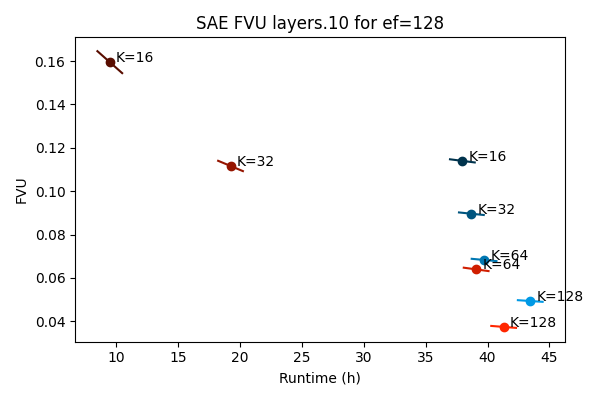 SAE FVU layers.10 for ef=128
FVU
0.16
0.14
0.12
0.10
0.08
0.06
0.04
K=16
K=32
K=16
K=32
K=64
K=64
K=128
K=128
10 15 20 25 30 35 40 45
Runtime (h)